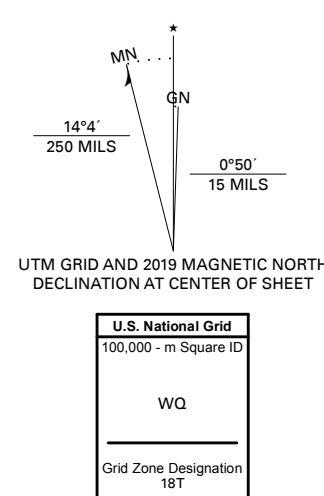 ★
MN
GN
14°4´
250 MILS
0°50´
15 MILS
UTM GRID AND 2019 MAGNETIC NORTH
DECLINATION AT CENTER OF SHEET
U.S. National Grid
100,000 - m Square ID
WQ
Grid Zone Designation
18T